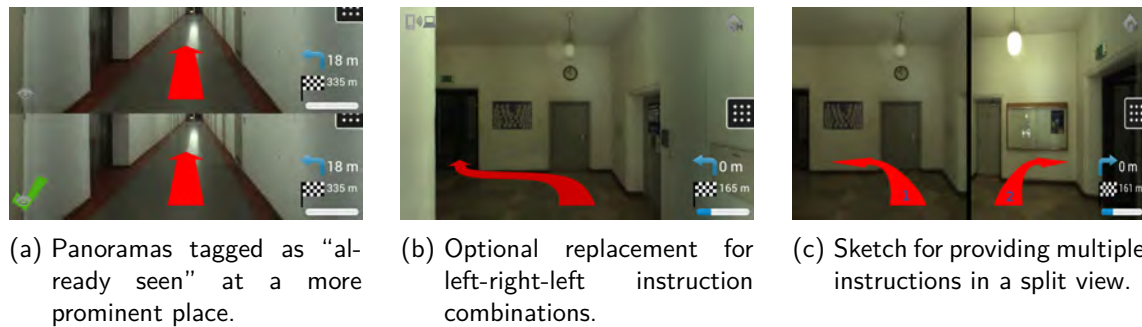 18 m
335 m
18 m
335 m
0 m
165 m
1
2
0 m
161 m
(a) Panoramas tagged as “al-
ready seen” at a more
prominent place.
(b) Optional replacement for
left-right-left instruction
combinations.
(c) Sketch for providing multiple
instructions in a split view.